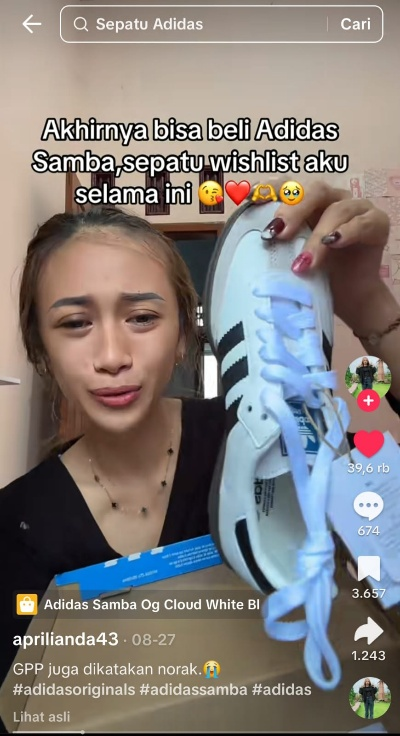 Sepatu Adidas
Cari
Akhirnya bisa beli Adidas
Samba,sepatu wishlist aku
selama ini 😘❤️🫶🥹
39,6 rb
674
3.657
1.243
Adidas Samba Og Cloud White Bl
aprilianda43 · 08-27
GPP juga dikatakan norak.😭
#adidasoriginals #adidassamba #adidas
Lihat asli